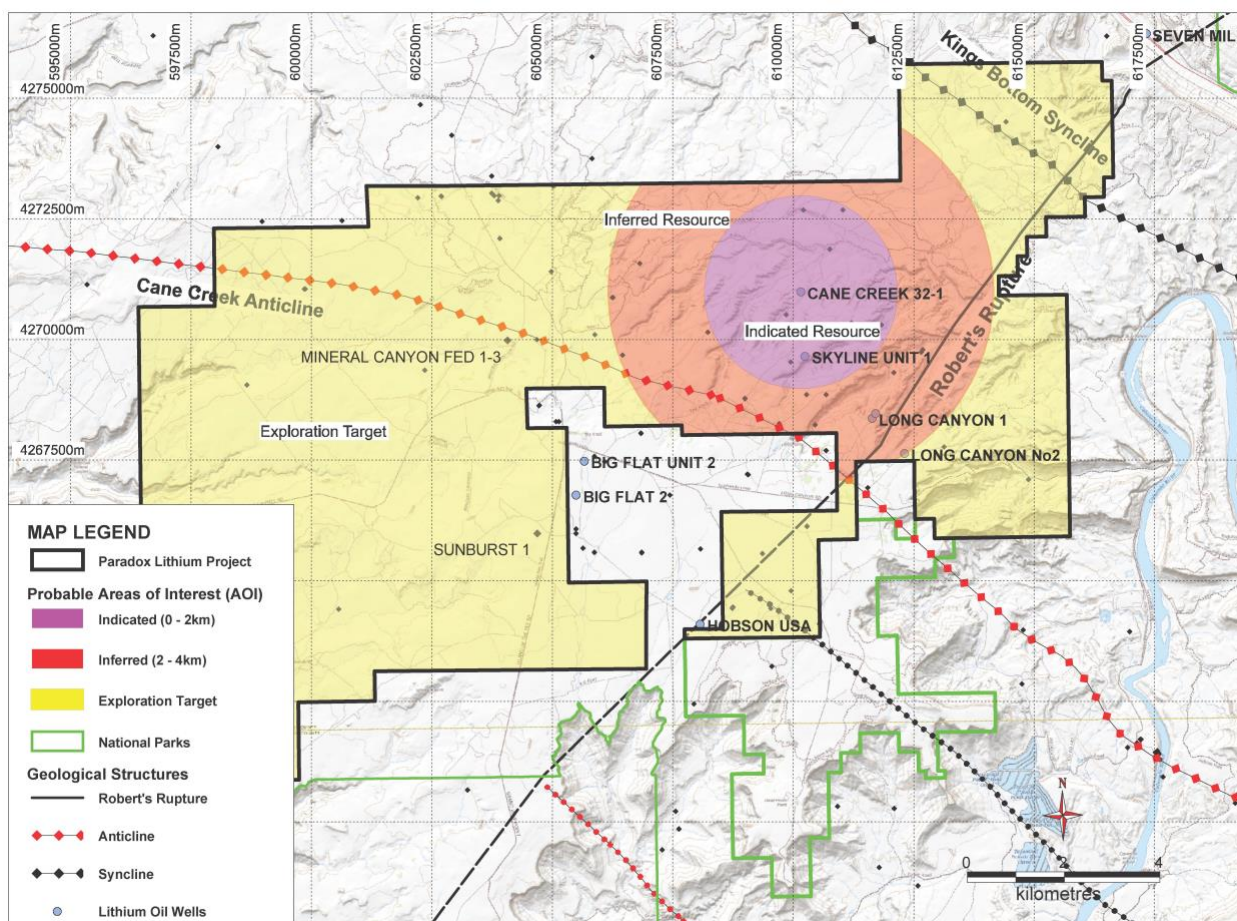 595000m
597500m
600000m
602500m
605000m
607500m
610000m
612500m
615000m
617500m
SEVEN MIL
Kings Bottom Syncline
4275000m
4272500m
4270000m
4267500m
Inferred Resource
CANE CREEK 32-1
Indicated Resource
SKYLINE UNIT 1
Robert's Rupture
Cane Creek Anticline
MINERAL CANYON FED 1-3
Exploration Target
LONG CANYON 1
LONG CANYON No2
BIG FLAT UNIT 2
BIG FLAT 2
SUNBURST 1
HOBSON USA
MAP LEGEND
Paradox Lithium Project
Probable Areas of Interest (AOI)
Indicated (0 - 2km)
Inferred (2 - 4km)
Exploration Target
National Parks
Geological Structures
Robert's Rupture
Anticline
Syncline
Lithium Oil Wells
N
0 2 4
kilometres